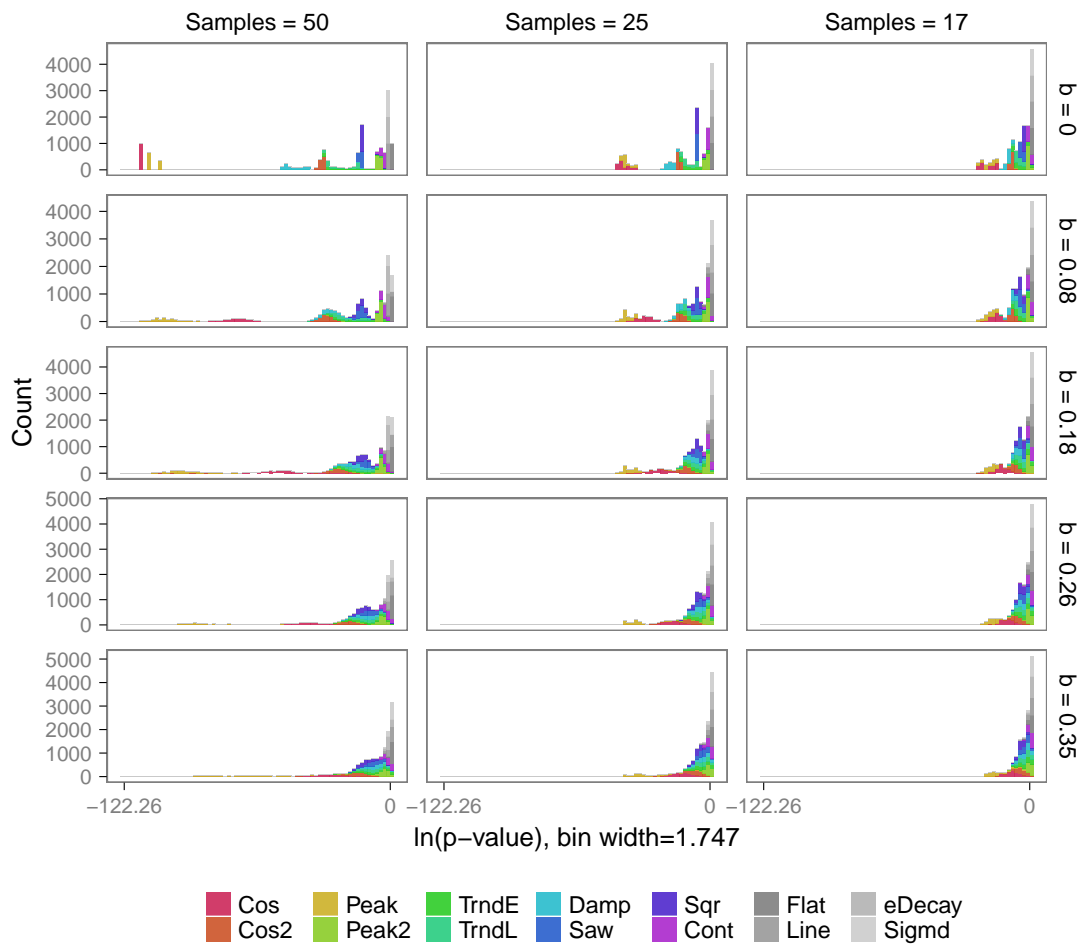 Samples = 50 Samples = 25 Samples = 17
4000
3000
2000
1000
0
b = 0
4000
3000
2000
1000
0
b = 0.08
4000
3000
2000
1000
0
b = 0.18
5000
4000
3000
2000
1000
0
b = 0.26
5000
4000
3000
2000
1000
0
b = 0.35
Count
−122.26 0 −122.26 0 −122.26 0
ln(p−value), bin width=1.747
Cos Peak TrndE Damp Sqr Flat eDecay
Cos2 Peak2 TrndL Saw Cont Line Sigmd